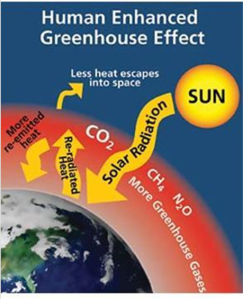 Human Enhanced
Greenhouse Effect
Less heat escapes
into space
SUN
More
re-emitted
heat
Re-radiated
Heat
CO2
Solar Radiation
CH4 N2O
More Greenhouse Gases